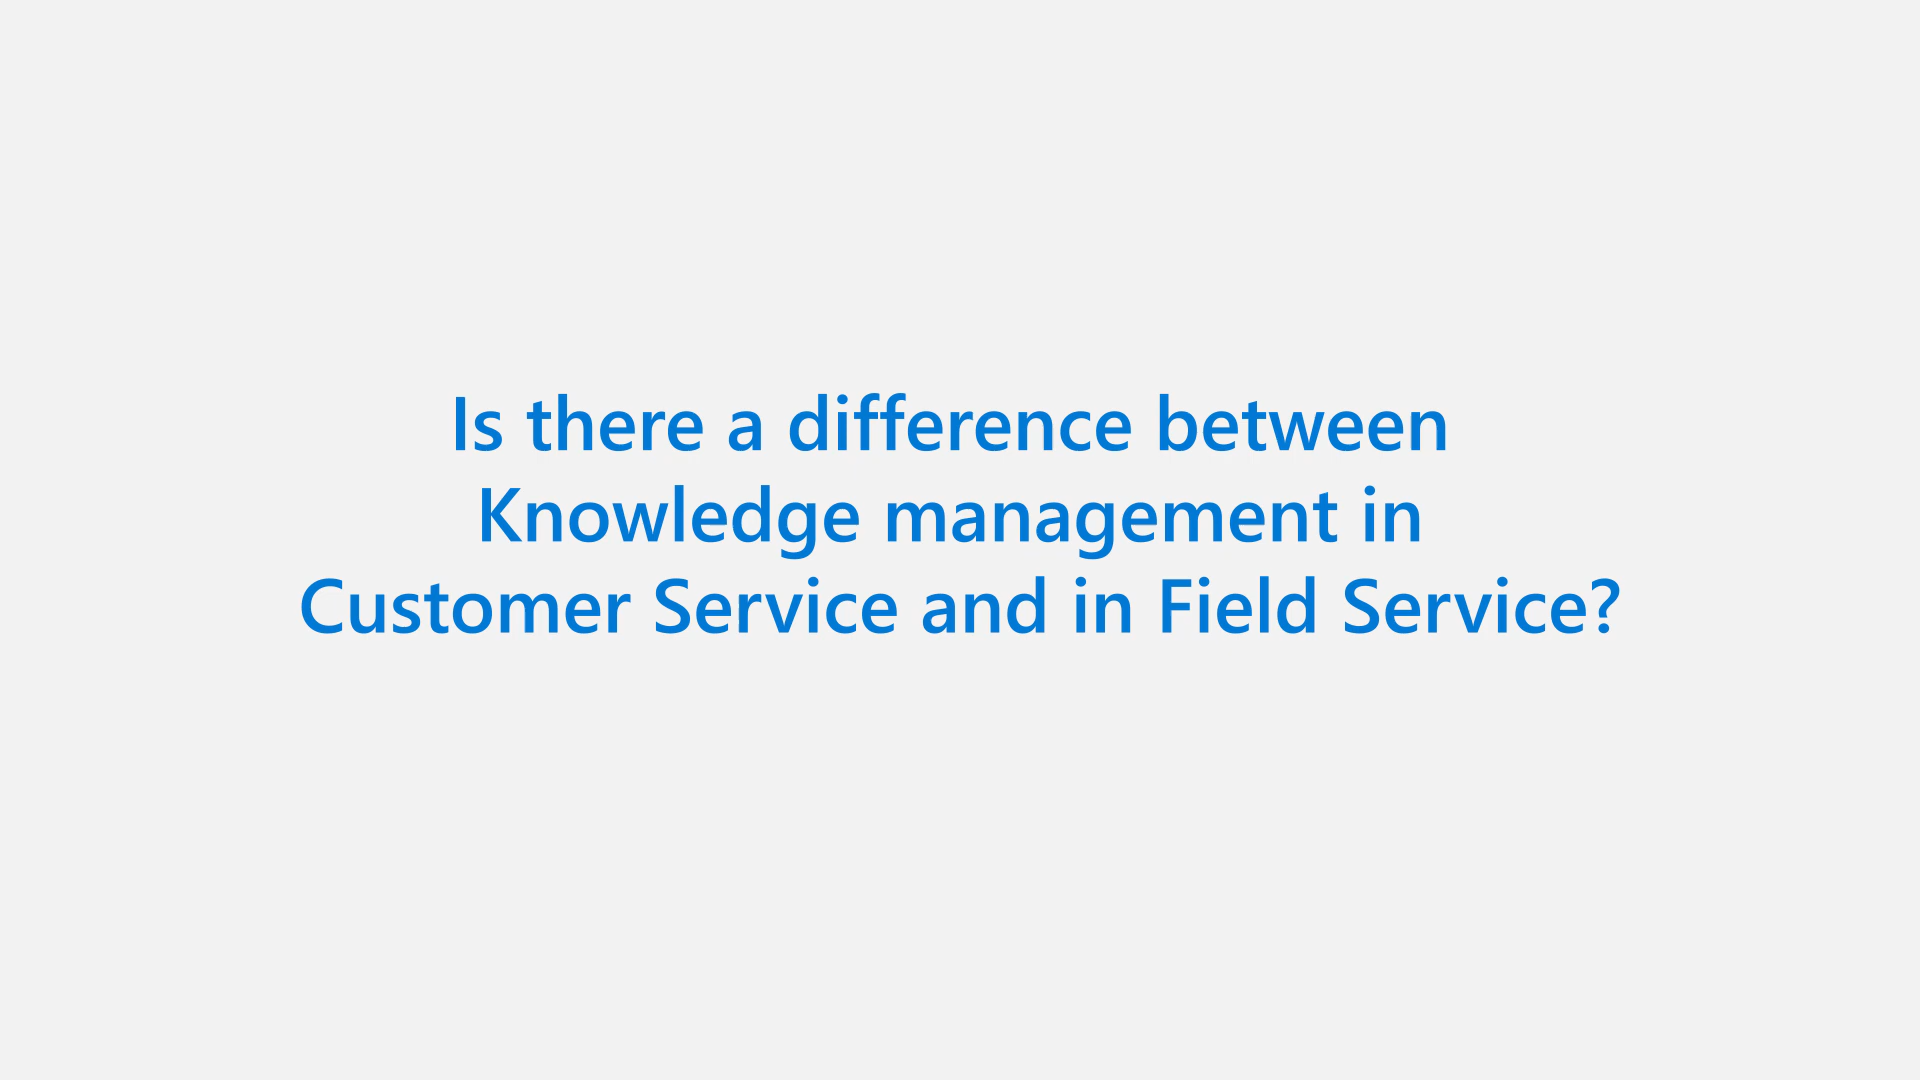 Is there a difference between
Knowledge management in
Customer Service and in Field Service?